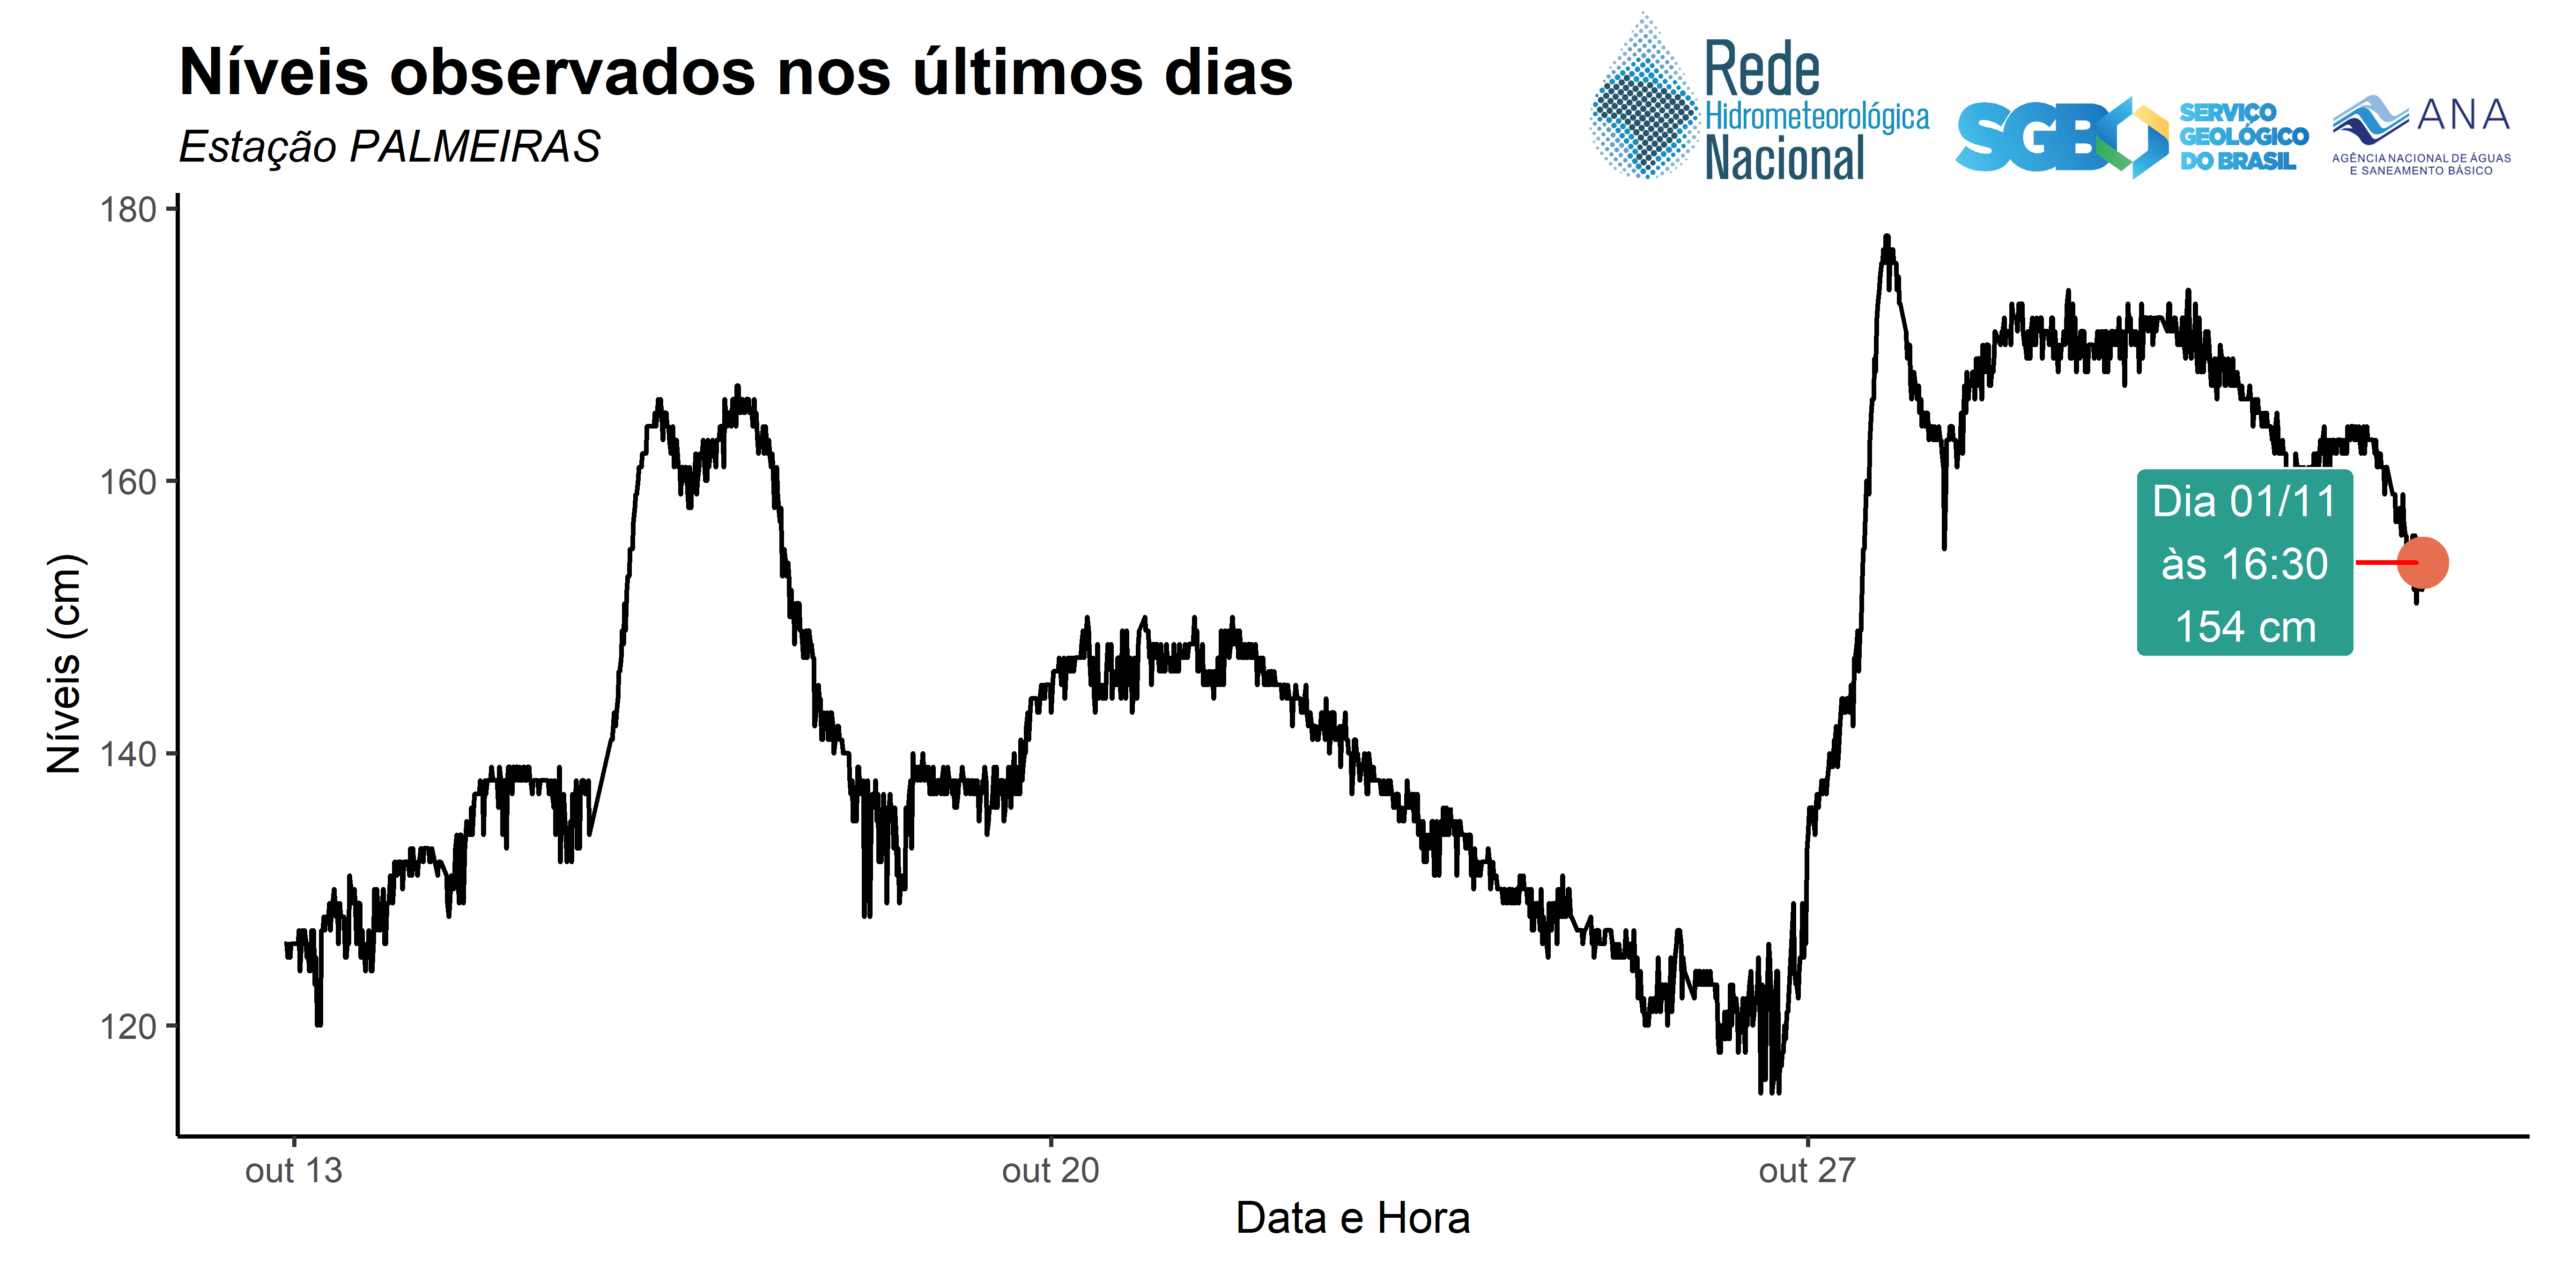 Níveis observados nos últimos dias
Estação PALMEIRAS
Rede
Hidrometeorológica
Nacional
SGB
SERVIÇO
GEOLÓGICO
DO BRASIL
ANA
AGÊNCIA NACIONAL DE ÁGUAS
E SANEAMENTO BÁSICO
Níveis (cm)
180
160
140
120
Dia 01/11
às 16:30
154 cm
out 13
out 20
out 27
Data e Hora